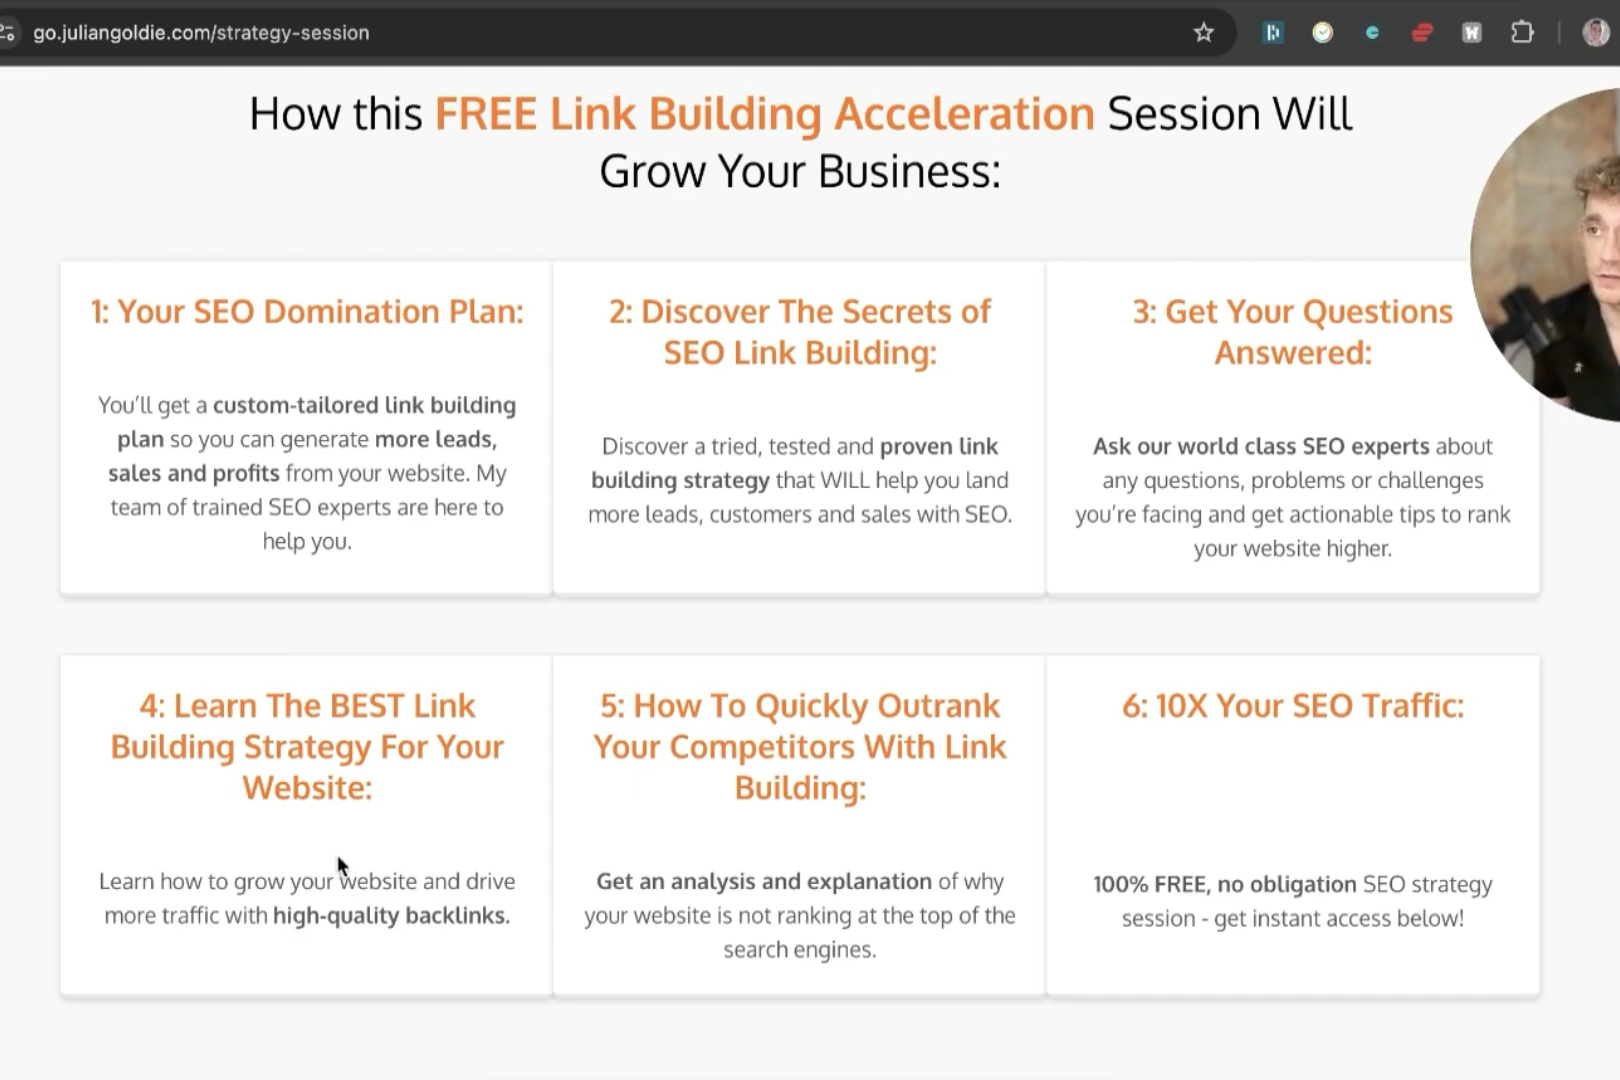 go.juliangoldie.com/strategy-session
How this FREE Link Building Acceleration Session Will
Grow Your Business:
1: Your SEO Domination Plan:
You'll get a custom-tailored link building
plan so you can generate more leads,
sales and profits from your website. My
team of trained SEO experts are here to
help you.
2: Discover The Secrets of
SEO Link Building:
Discover a tried, tested and proven link
building strategy that WILL help you land
more leads, customers and sales with SEO.
3: Get Your Questions
Answered:
Ask our world class SEO experts about
any questions, problems or challenges
you're facing and get actionable tips to rank
your website higher.
4: Learn The BEST Link
Building Strategy For Your
Website:
Learn how to grow your website and drive
more traffic with high-quality backlinks.
5: How To Quickly Outrank
Your Competitors With Link
Building:
Get an analysis and explanation of why
your website is not ranking at the top of the
search engines.
6: 10X Your SEO Traffic:
100% FREE, no obligation SEO strategy
session - get instant access below!